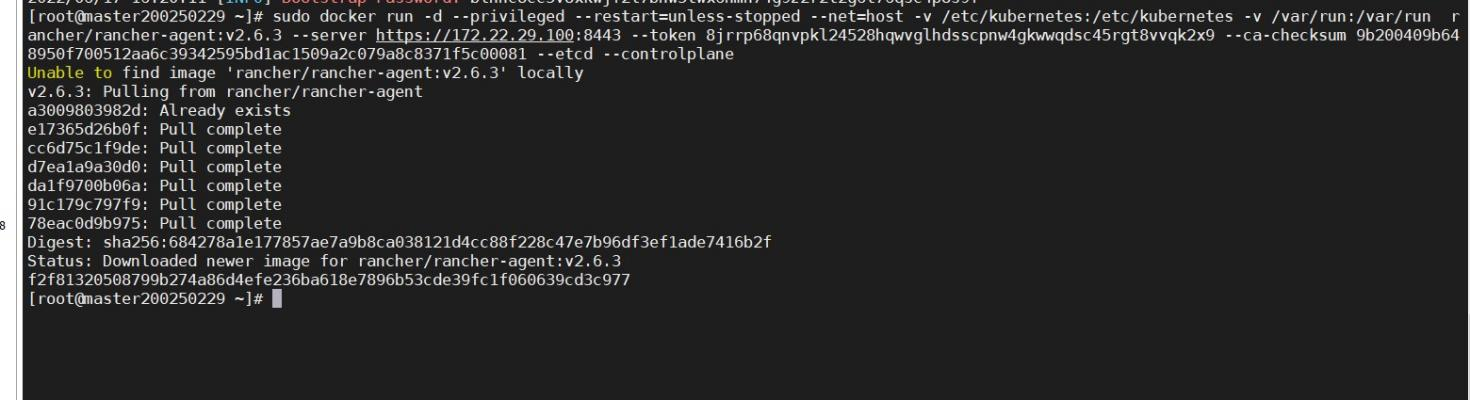 [root@master200250229 ~]# sudo docker run -d --privileged --restart=unless-stopped --net=host -v /etc/kubernetes:/etc/kubernetes -v /var/run:/var/run  r
ancher/rancher-agent:v2.6.3 --server https://172.22.29.100:8443 --token 8jrrp68qnvpkl24528hqwvglhdsscpnw4gkwwqdsc45rgt8vvqk2x9 --ca-checksum 9b200409b64
8950f700512aa6c39342595bd1ac1509a2c079a8c8371f5c00081 --etcd --controlplane
Unable to find image 'rancher/rancher-agent:v2.6.3' locally
v2.6.3: Pulling from rancher/rancher-agent
a3009803982d: Already exists
e17365d26b0f: Pull complete
cc6d75c1f9de: Pull complete
d7ea1a9a30d0: Pull complete
da1f9700b06a: Pull complete
91c179c797f9: Pull complete
8
78eac0d9b975: Pull complete
Digest: sha256:684278a1e177857ae7a9b8ca038121d4cc88f228c47e7b96df3ef1ade7416b2f
Status: Downloaded newer image for rancher/rancher-agent:v2.6.3
f2f81320508799b274a86d4efe236ba618e7896b53cde39fc1f060639cd3c977
[root@master200250229 ~]#